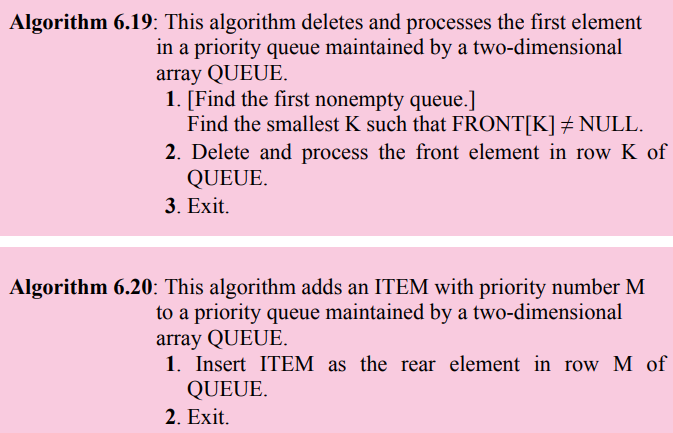 Algorithm 6.19: This algorithm deletes and processes the first element
in a priority queue maintained by a two-dimensional
array QUEUE.
1. [Find the first nonempty queue.]
Find the smallest K such that FRONT[K] ≠ NULL.
2. Delete and process the front element in row K of
QUEUE.
3. Exit.
Algorithm 6.20: This algorithm adds an ITEM with priority number M
to a priority queue maintained by a two-dimensional
array QUEUE.
1. Insert ITEM as the rear element in row M of
QUEUE.
2. Exit.